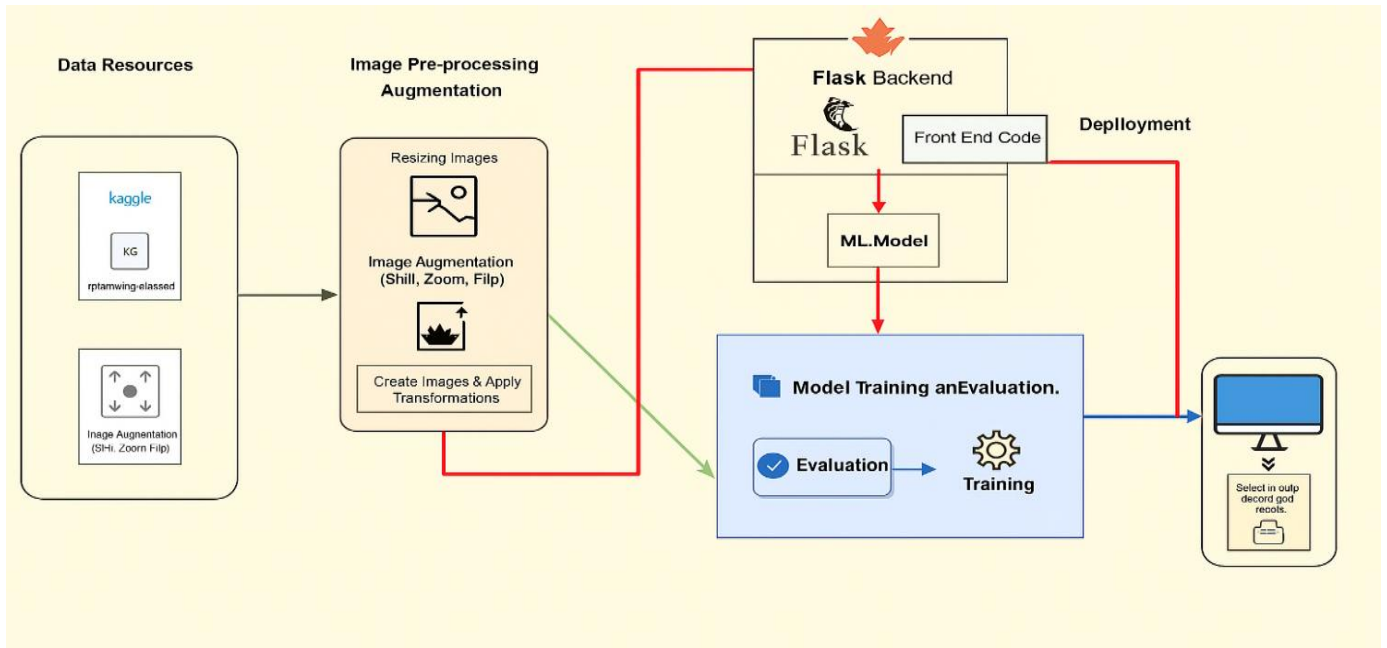 Data Resources
kaggle
KG
rptamwing-elassed
Image Augnentation
(SHi. Zoorn Filp)
Image Pre-processing
Augmentation
Resizing Images
Image Augmentation
(Shill, Zoom, Filp)
Create Images & Apply
Transformations
Flask Backend
Flask
Front End Code
ML.Model
Deplloyment
Model Training anEvaluation.
Evaluation
Training
Select in outp
decord god
recols.